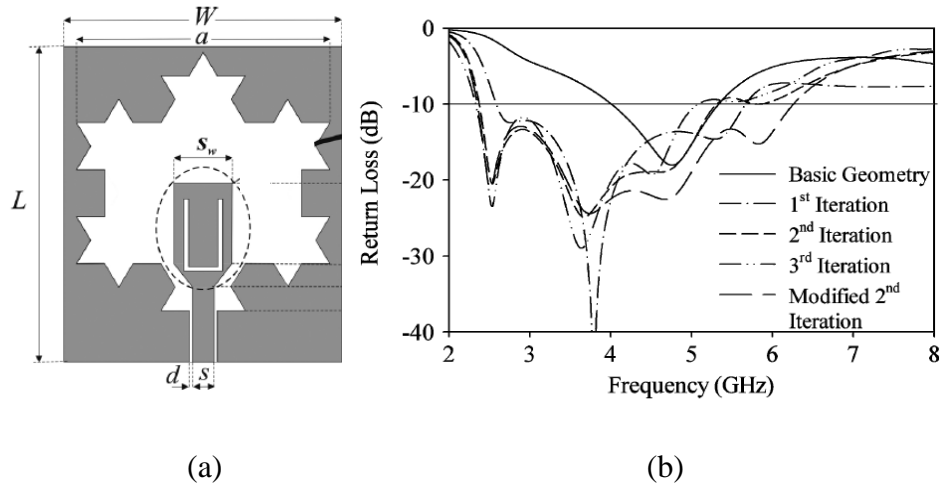 W
a
s_w
L
d
s
(a)
0
-10
-20
-30
-40
Return Loss (dB)
2
3
4
5
6
7
8
Frequency (GHz)
Basic Geometry
1st Iteration
2nd Iteration
3rd Iteration
Modified 2nd
Iteration
(b)